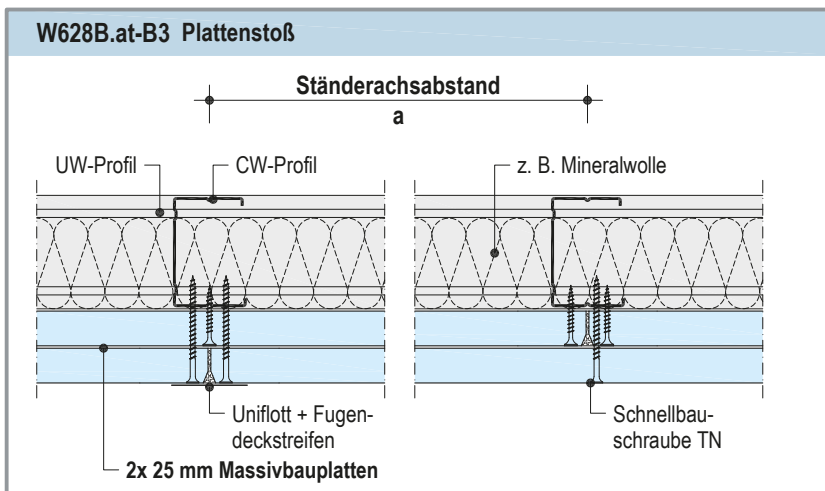 W628B.at-B3 Plattenstoß
Ständerachsabstand
a
UW-Profil
CW-Profil
z. B. Mineralwolle
Uniflott + Fugen-
deckstreifen
Schnellbau-
schraube TN
2x 25 mm Massivbauplatten